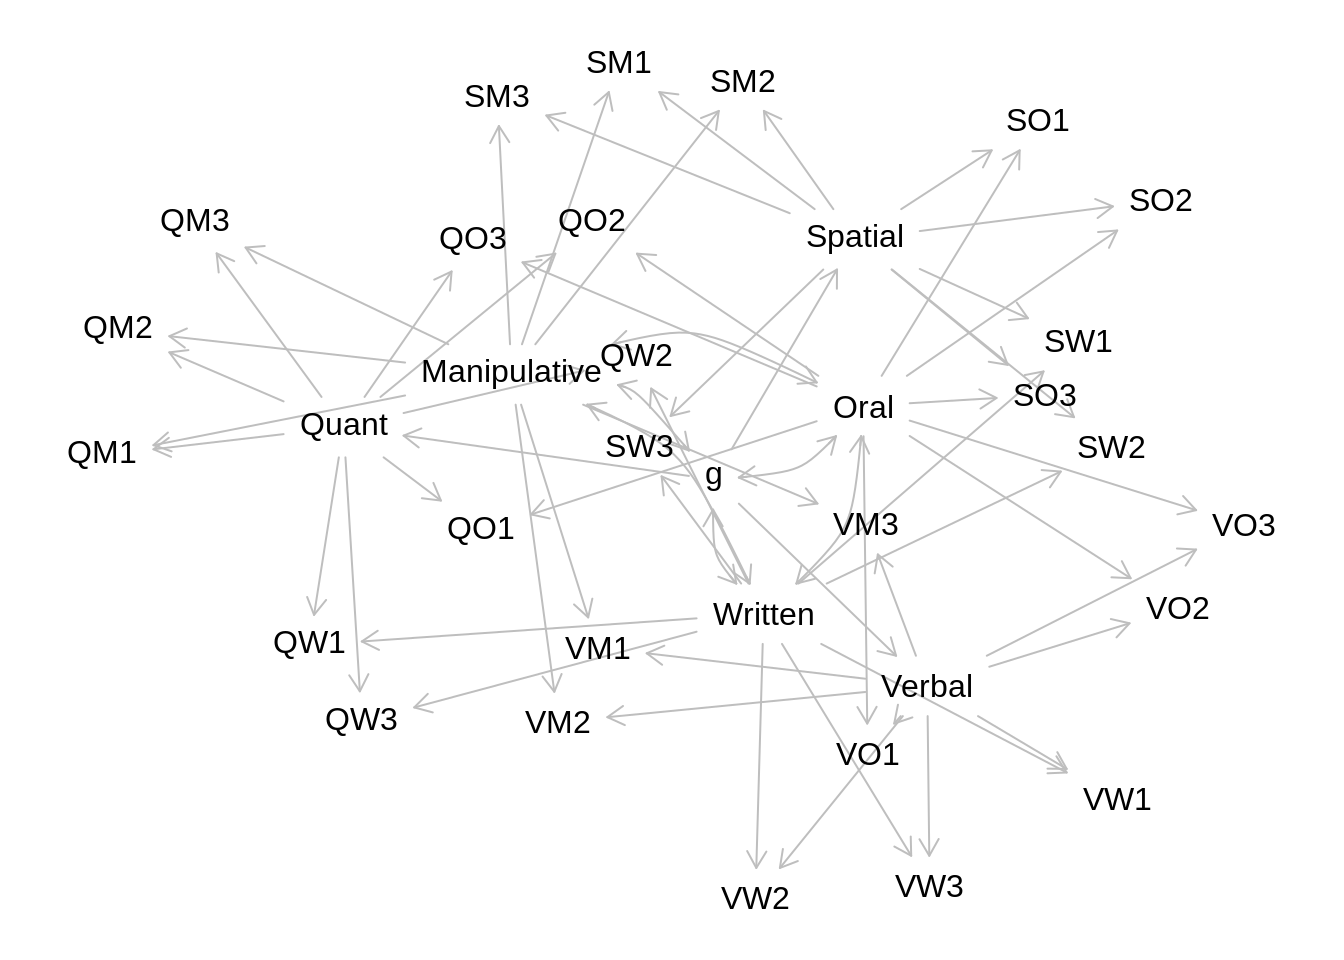 SM1
SM2
SM3
SO1
SO2
QM3
QO2
QO3
Spatial
QM2
SW1
QW2
Manipulative
SO3
Oral
Quant
SW3
SW2
QM1
g
VM3
VO3
QO1
VO2
Written
QW1
VM1
Verbal
QW3
VM2
VO1
VW1
VW3
VW2